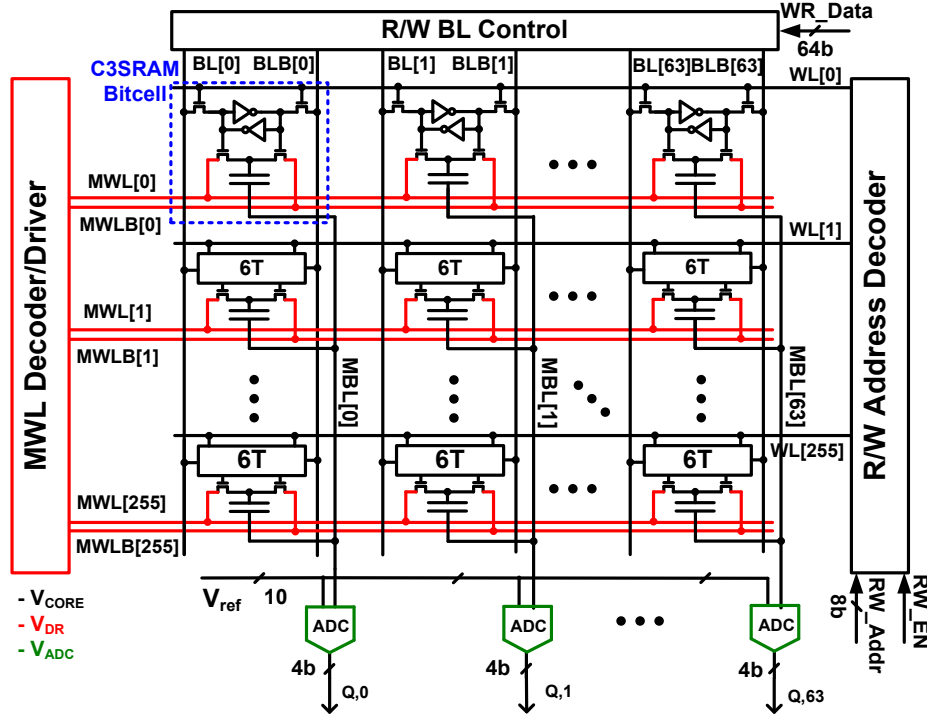 R/W BL Control
WR_Data
64b
C3SRAM
Bitcell
BL[0]
BLB[0]
BL[1]
BLB[1]
BL[63]
BLB[63]
WL[0]
MWL[0]
MWLB[0]
WL[1]
6T
6T
6T
MWL[1]
MWLB[1]
MBL[0]
MBL[1]
MBL[63]
WL[255]
6T
6T
6T
MWL[255]
MWLB[255]
MWL Decoder/Driver
R/W Address Decoder
Vref
10
8b
RW_Addr
RW_EN
- VCORE
- VDR
- VADC
ADC
ADC
ADC
4b
4b
4b
Q,0
Q,1
Q,63